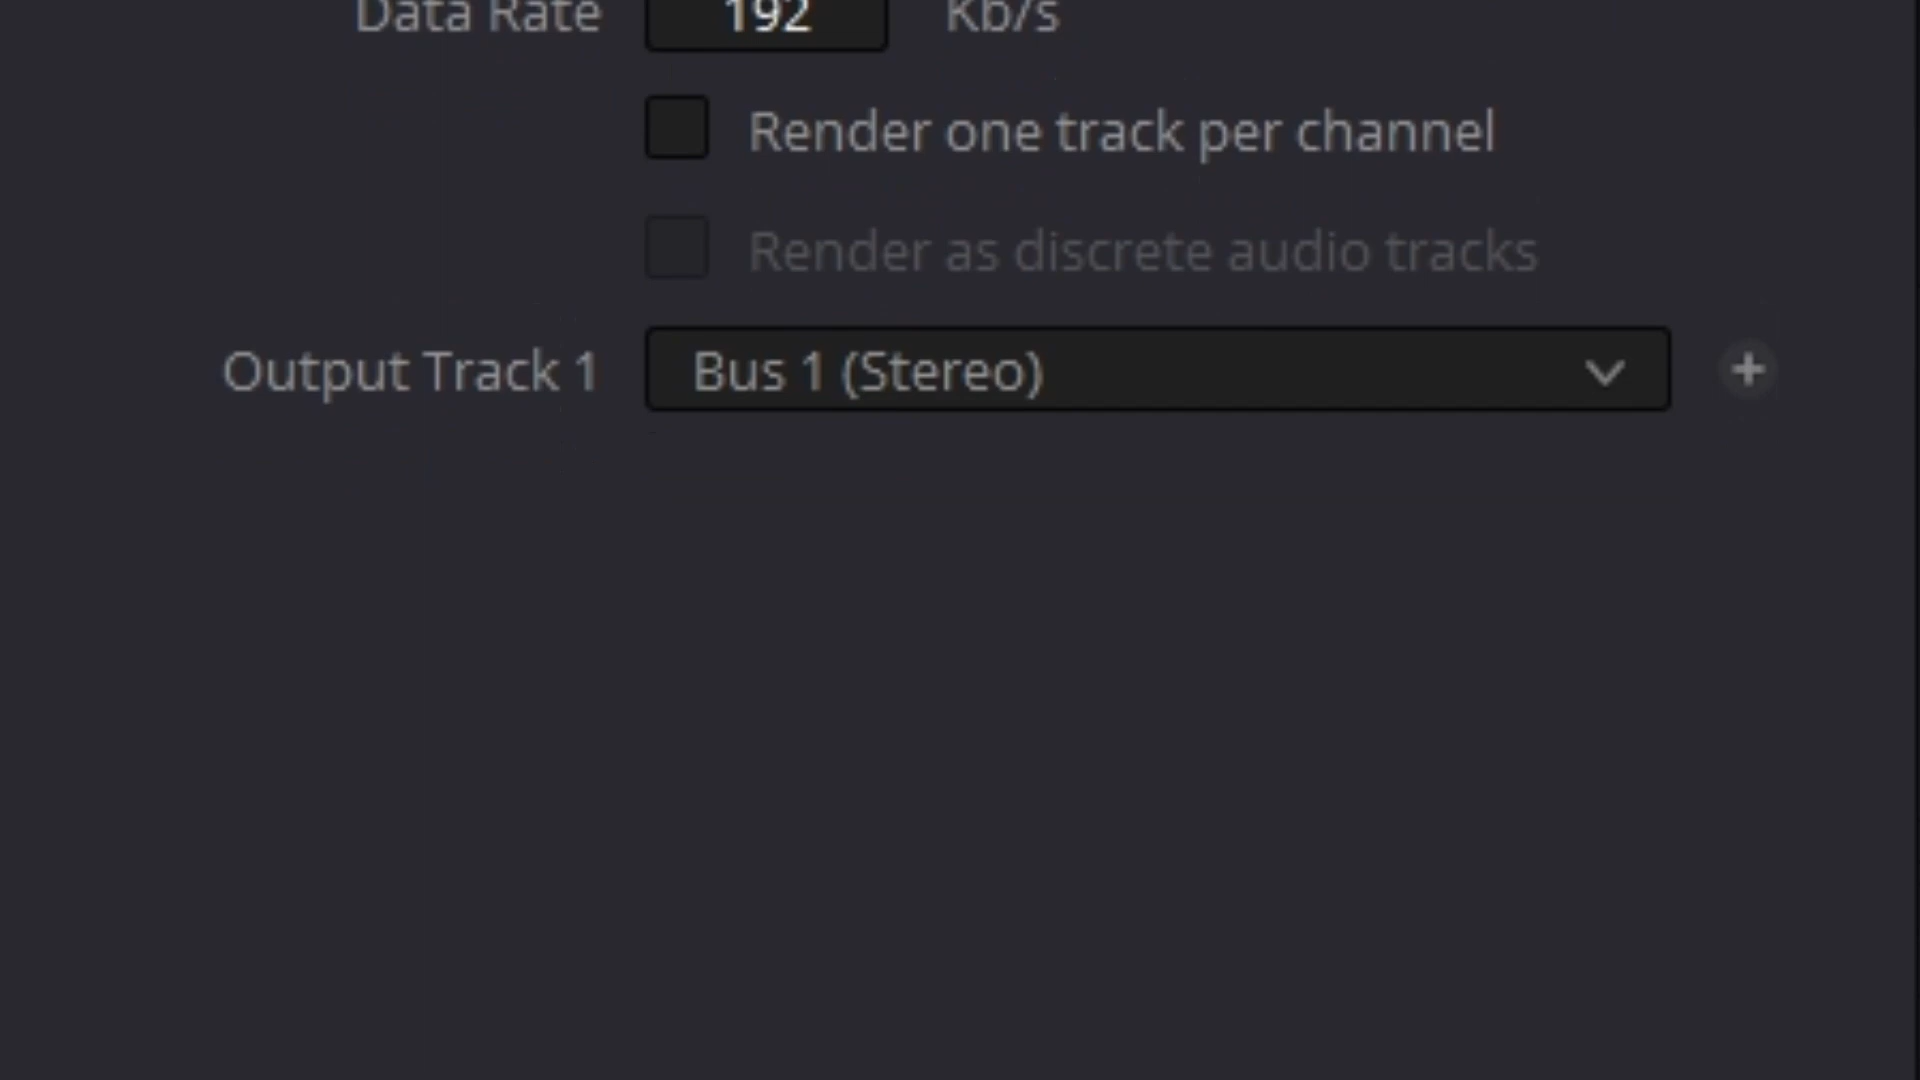 Data Rate 192 Kb/s
Render one track per channel
Render as discrete audio tracks
Output Track 1 Bus 1 (Stereo)